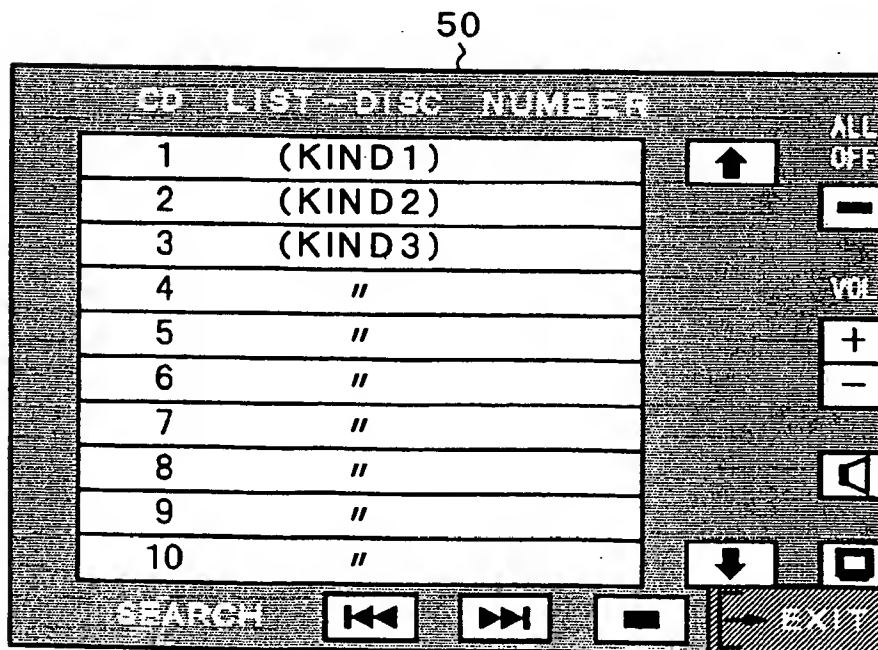 50
CD LIST-DISC NUMBER
ALL
OFF
1 (KIND1)
2 (KIND2)
3 (KIND3)
4 〃
VOL
5 〃
+
6 〃
−
7 〃
8 〃
9 〃
10 〃
SEARCH
EXIT